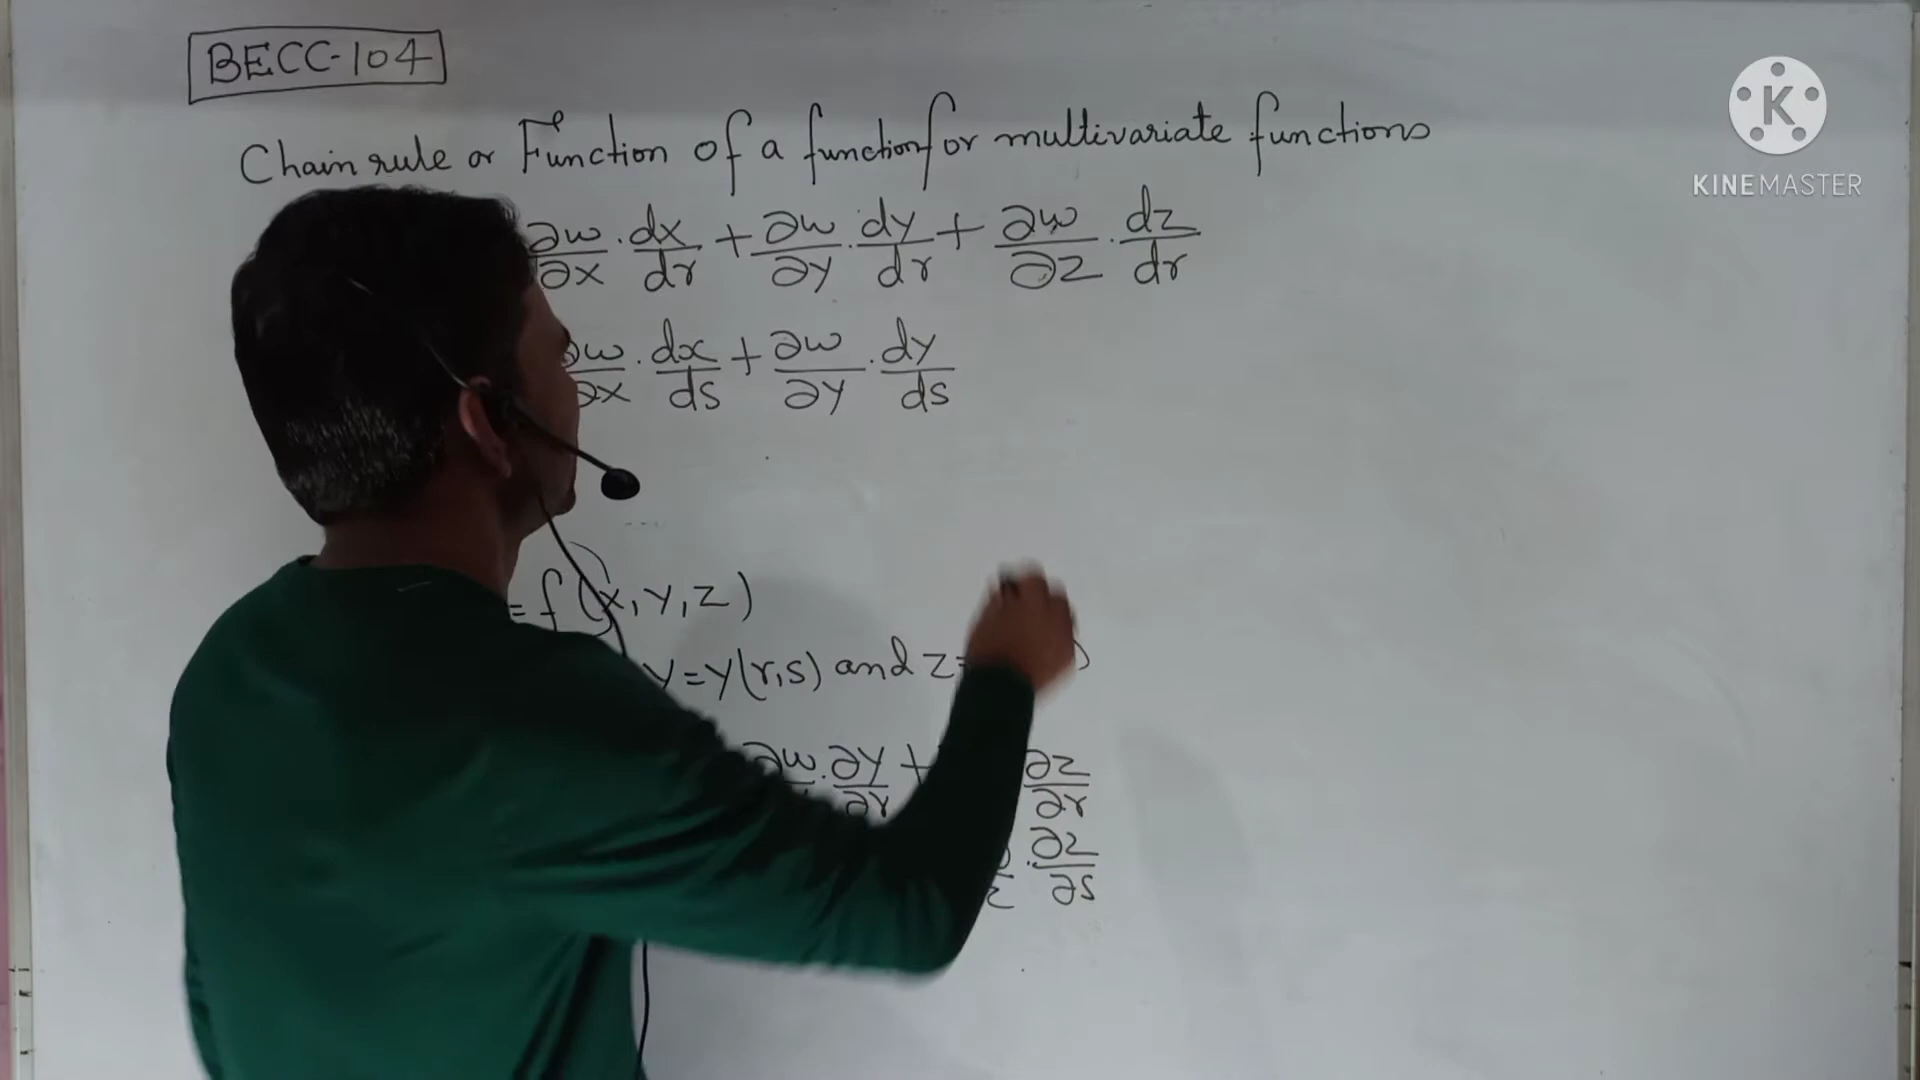 BECC-104
K
KINEMASTER
Chain rule or Function of a function for multivariate functions
∂w/∂x · dx/dr + ∂w/∂y · dy/dr + ∂w/∂z · dz/dr
∂w/∂x · dx/ds + ∂w/∂y · dy/ds
= f(x, y, z)
y = y(r,s) and z =
∂w · ∂y/∂r + ∂z/∂r
· ∂z/∂s